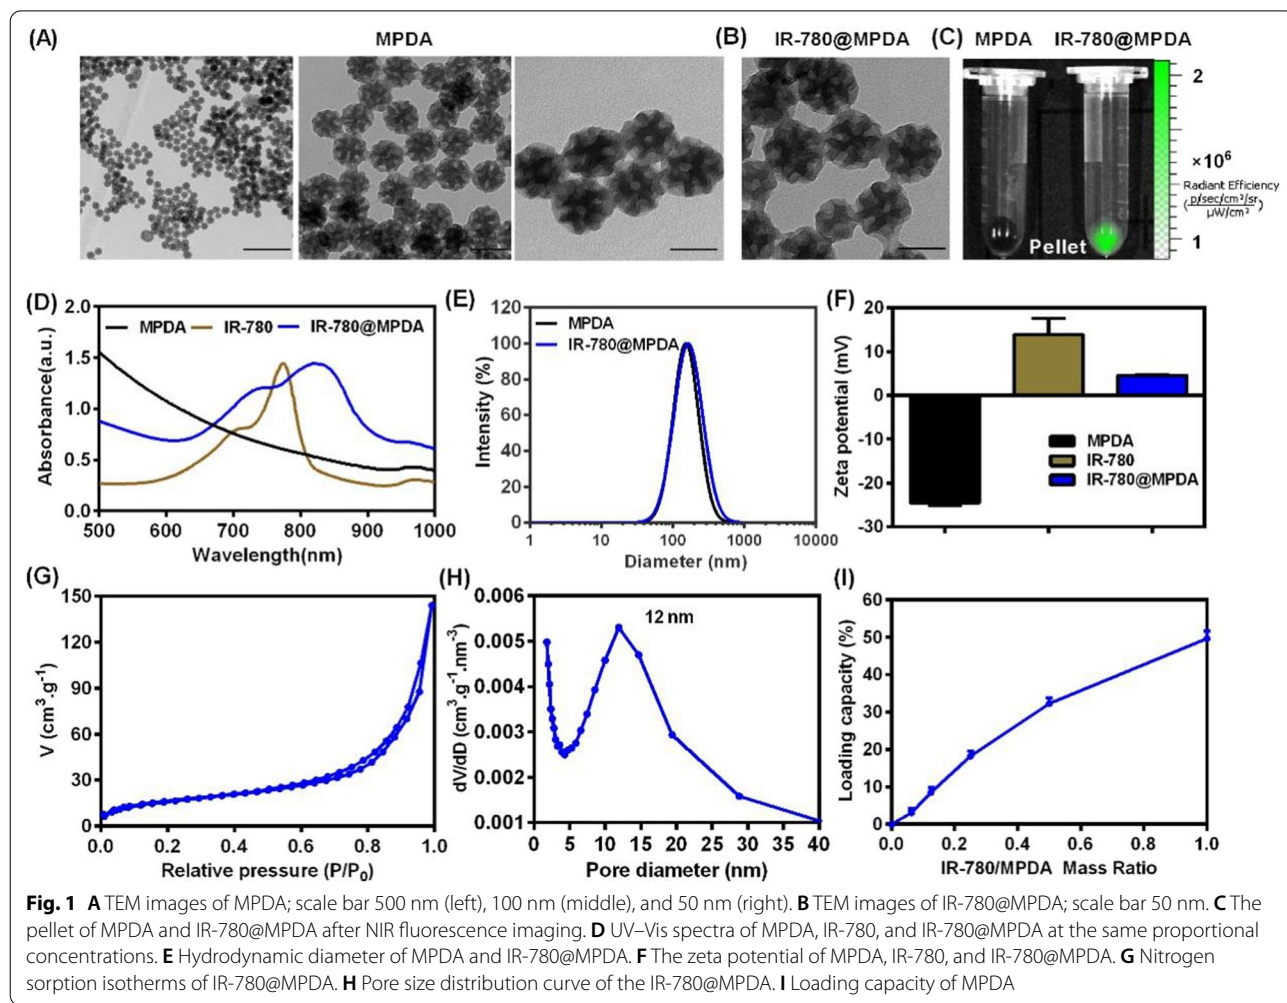 (A) MPDA (B) IR-780@MPDA (C) MPDA IR-780@MPDA
2
×10⁶
Radiant Efficiency
(p/sec/cm²/sr
μW/cm²)
1
Pellet
(D)
2.0
1.5
1.0
0.5
0.0
Absorbance(a.u.)
MPDA IR-780 IR-780@MPDA
500 600 700 800 900 1000
Wavelength(nm)
(E)
120
100
80
60
40
20
0
Intensity (%)
MPDA
IR-780@MPDA
1 10 100 1000 10000
Diameter (nm)
(F)
20
10
0
-10
-20
-30
Zeta potential (mV)
MPDA
IR-780
IR-780@MPDA
(G)
150
120
90
60
30
0
V (cm³.g⁻¹)
0.0 0.2 0.4 0.6 0.8 1.0
Relative pressure (P/P₀)
(H)
0.006
0.005
0.004
0.003
0.002
0.001
dV/dD (cm³.g⁻¹.nm⁻³)
12 nm
0 5 10 15 20 25 30 35 40
Pore diameter (nm)
(I)
60
50
40
30
20
10
0
Loading capacity (%)
0.0 0.2 0.4 0.6 0.8 1.0
IR-780/MPDA Mass Ratio
Fig. 1 A TEM images of MPDA; scale bar 500 nm (left), 100 nm (middle), and 50 nm (right). B TEM images of IR-780@MPDA; scale bar 50 nm. C The
pellet of MPDA and IR-780@MPDA after NIR fluorescence imaging. D UV–Vis spectra of MPDA, IR-780, and IR-780@MPDA at the same proportional
concentrations. E Hydrodynamic diameter of MPDA and IR-780@MPDA. F The zeta potential of MPDA, IR-780, and IR-780@MPDA. G Nitrogen
sorption isotherms of IR-780@MPDA. H Pore size distribution curve of the IR-780@MPDA. I Loading capacity of MPDA